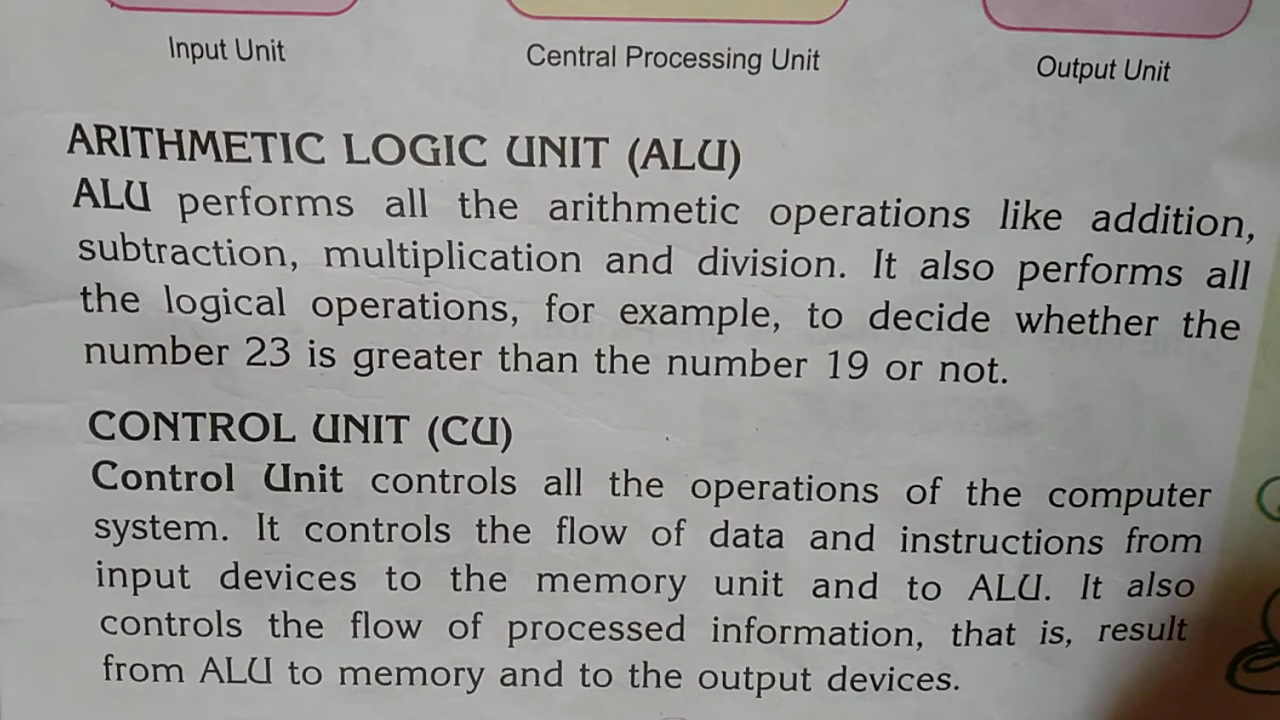 Input Unit
Central Processing Unit
Output Unit
ARITHMETIC LOGIC UNIT (ALU)
ALU performs all the arithmetic operations like addition,
subtraction, multiplication and division. It also performs all
the logical operations, for example, to decide whether the
number 23 is greater than the number 19 or not.
CONTROL UNIT (CU)
Control Unit controls all the operations of the computer
system. It controls the flow of data and instructions from
input devices to the memory unit and to ALU. It also
controls the flow of processed information, that is, result
from ALU to memory and to the output devices.